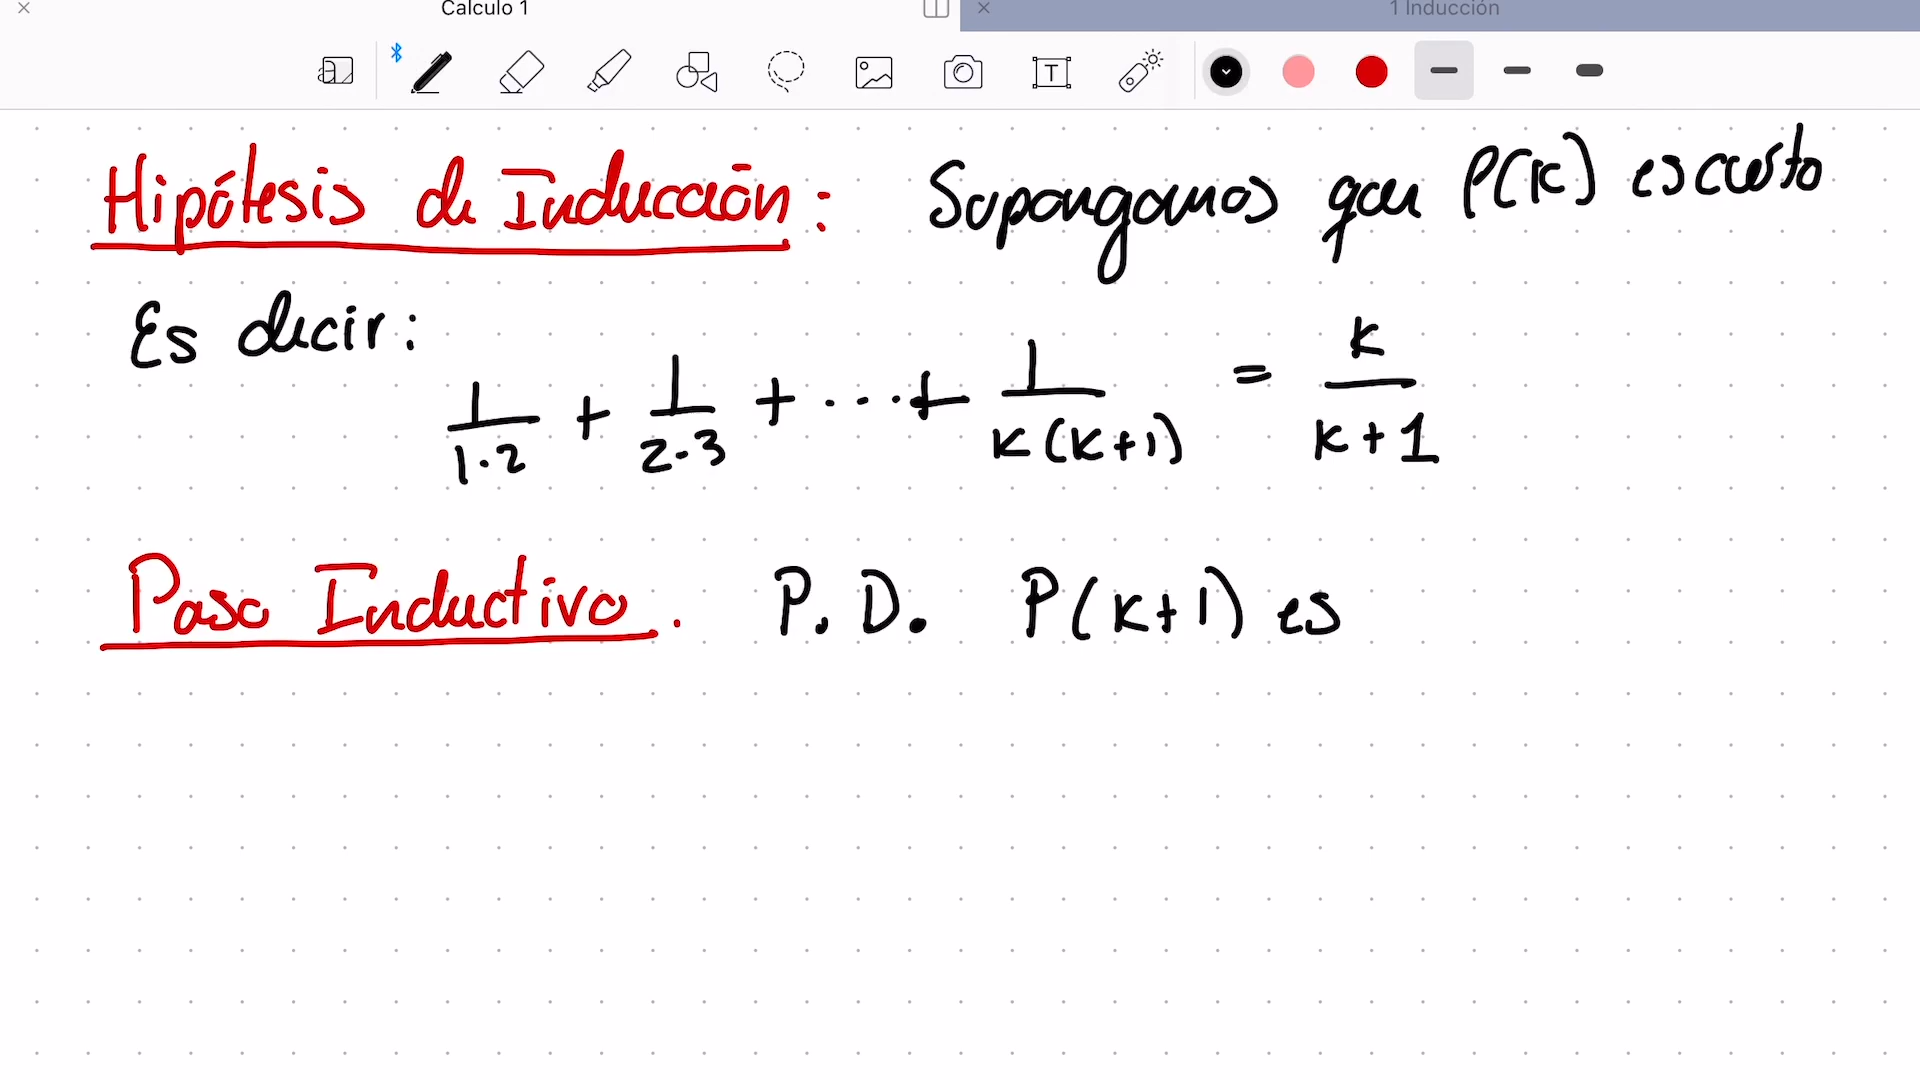 Calculo 1
1 Inducción
Hipótesis de Inducción: Supongamos que P(k) es cierto
Es decir:
1/(1·2) + 1/(2·3) + ... + 1/(k(k+1)) = k/(k+1)
Paso Inductivo. P.D. P(k+1) es